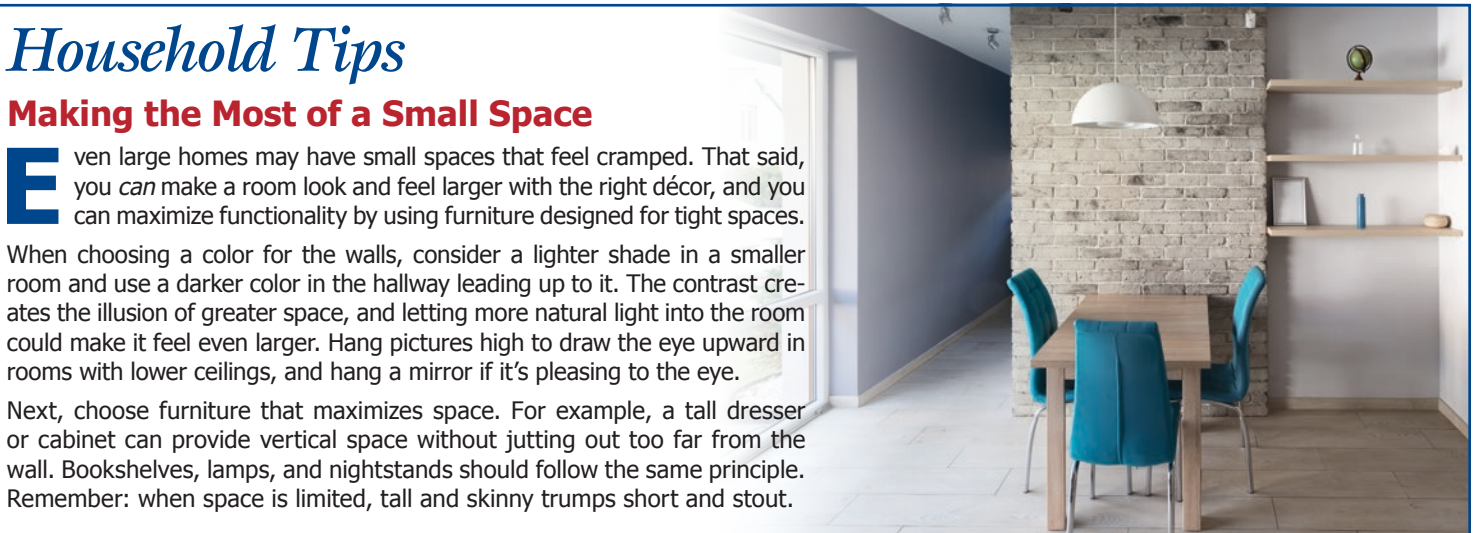 Household Tips
Making the Most of a Small Space
Even large homes may have small spaces that feel cramped. That said,
you can make a room look and feel larger with the right décor, and you
can maximize functionality by using furniture designed for tight spaces.
When choosing a color for the walls, consider a lighter shade in a smaller
room and use a darker color in the hallway leading up to it. The contrast cre-
ates the illusion of greater space, and letting more natural light into the room
could make it feel even larger. Hang pictures high to draw the eye upward in
rooms with lower ceilings, and hang a mirror if it’s pleasing to the eye.
Next, choose furniture that maximizes space. For example, a tall dresser
or cabinet can provide vertical space without jutting out too far from the
wall. Bookshelves, lamps, and nightstands should follow the same principle.
Remember: when space is limited, tall and skinny trumps short and stout.